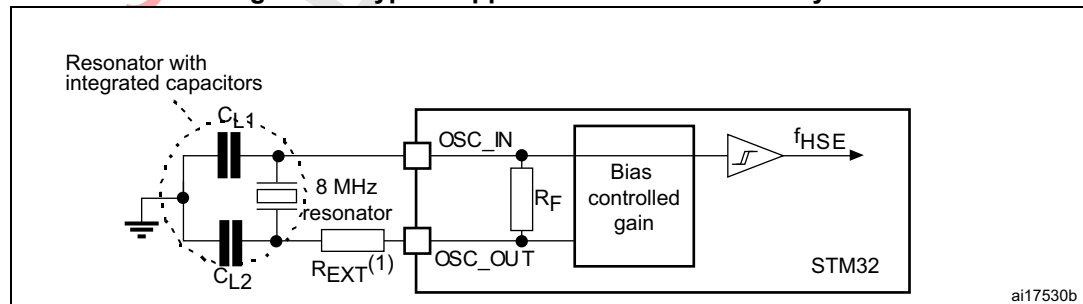 Resonator with
integrated capacitors
CL1
OSC_IN
fHSE
8 MHz
resonator
RF
Bias
controlled
gain
REXT(1)
OSC_OUT
CL2
STM32
ai17530b